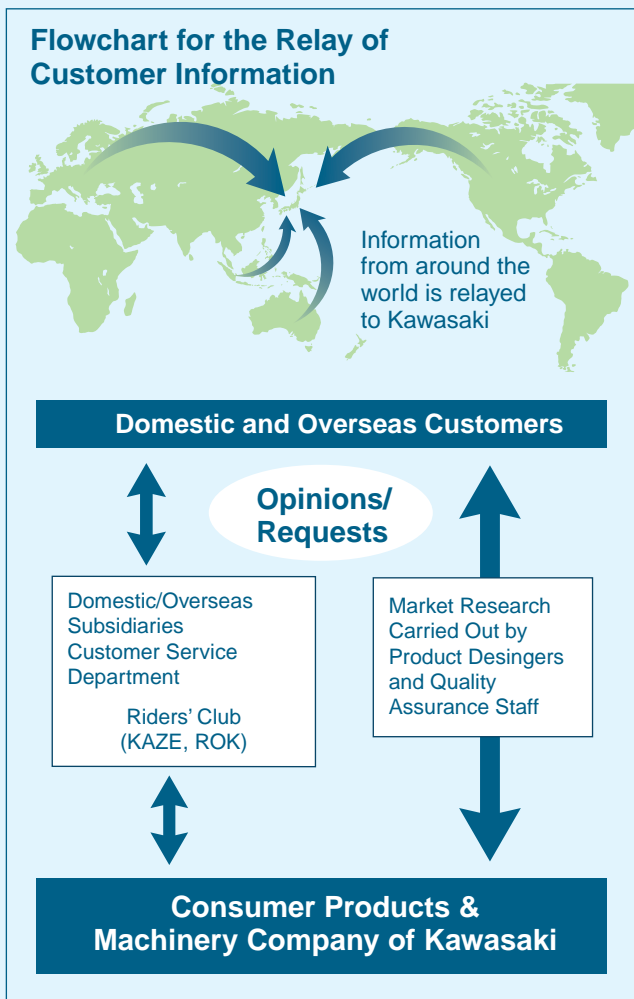 Flowchart for the Relay of
Customer Information
Information
from around the
world is relayed
to Kawasaki
Domestic and Overseas Customers
Opinions/
Requests
Domestic/Overseas
Subsidiaries
Customer Service
Department
Riders’ Club
(KAZE, ROK)
Market Research
Carried Out by
Product Desingers
and Quality
Assurance Staff
Consumer Products &
Machinery Company of Kawasaki